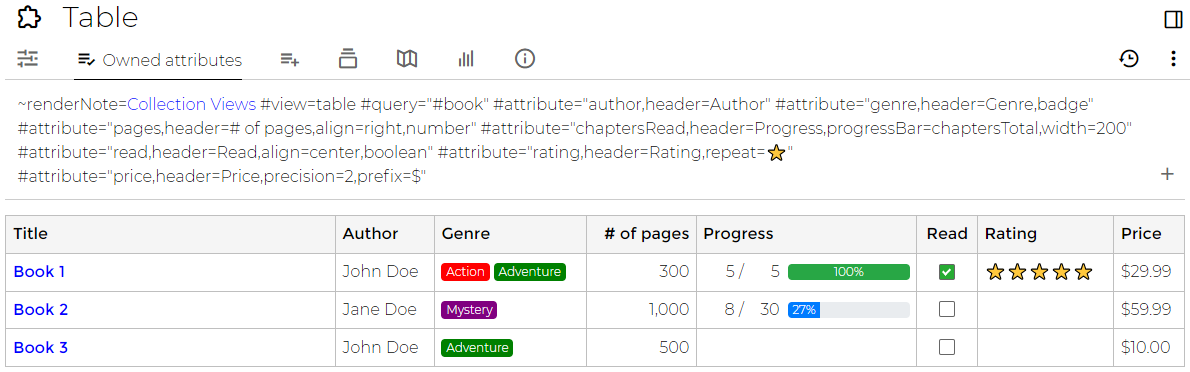 Table
Owned attributes
~renderNote=Collection Views #view=table #query="#book" #attribute="author,header=Author" #attribute="genre,header=Genre,badge"
#attribute="pages,header=# of pages,align=right,number" #attribute="chaptersRead,header=Progress,progressBar=chaptersTotal,width=200"
#attribute="read,header=Read,align=center,boolean" #attribute="rating,header=Rating,repeat=⭐"
#attribute="price,header=Price,precision=2,prefix=$"
Title Author Genre # of pages Progress Read Rating Price
Book 1 John Doe Action Adventure 300 5 / 5 100% $29.99
Book 2 Jane Doe Mystery 1,000 8 / 30 27% $59.99
Book 3 John Doe Adventure 500 $10.00